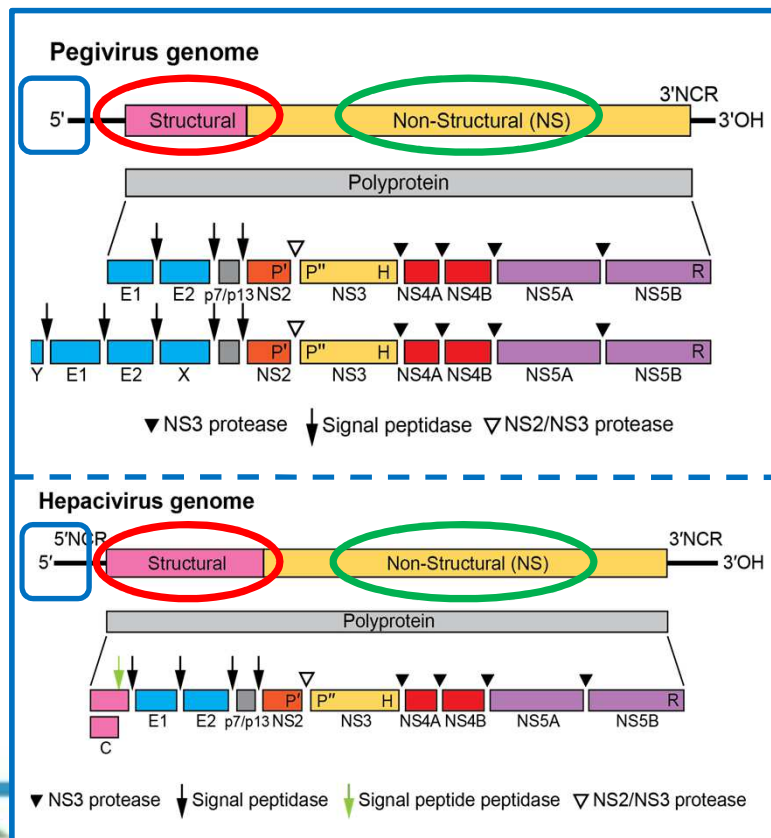 Pegivirus genome
3'NCR
5' Structural Non-Structural (NS) 3'OH
Polyprotein
P' P" H R
E1 E2 p7/p13 NS2 NS3 NS4A NS4B NS5A NS5B
P' P" H R
Y E1 E2 X NS2 NS3 NS4A NS4B NS5A NS5B
▼ NS3 protease ↓ Signal peptidase ▽ NS2/NS3 protease
Hepacivirus genome
5'NCR 3'NCR
5' Structural Non-Structural (NS) 3'OH
Polyprotein
P' P" H R
E1 E2 p7/p13 NS2 NS3 NS4A NS4B NS5A NS5B
C
▼ NS3 protease ↓ Signal peptidase ↓ Signal peptide peptidase ▽ NS2/NS3 protease